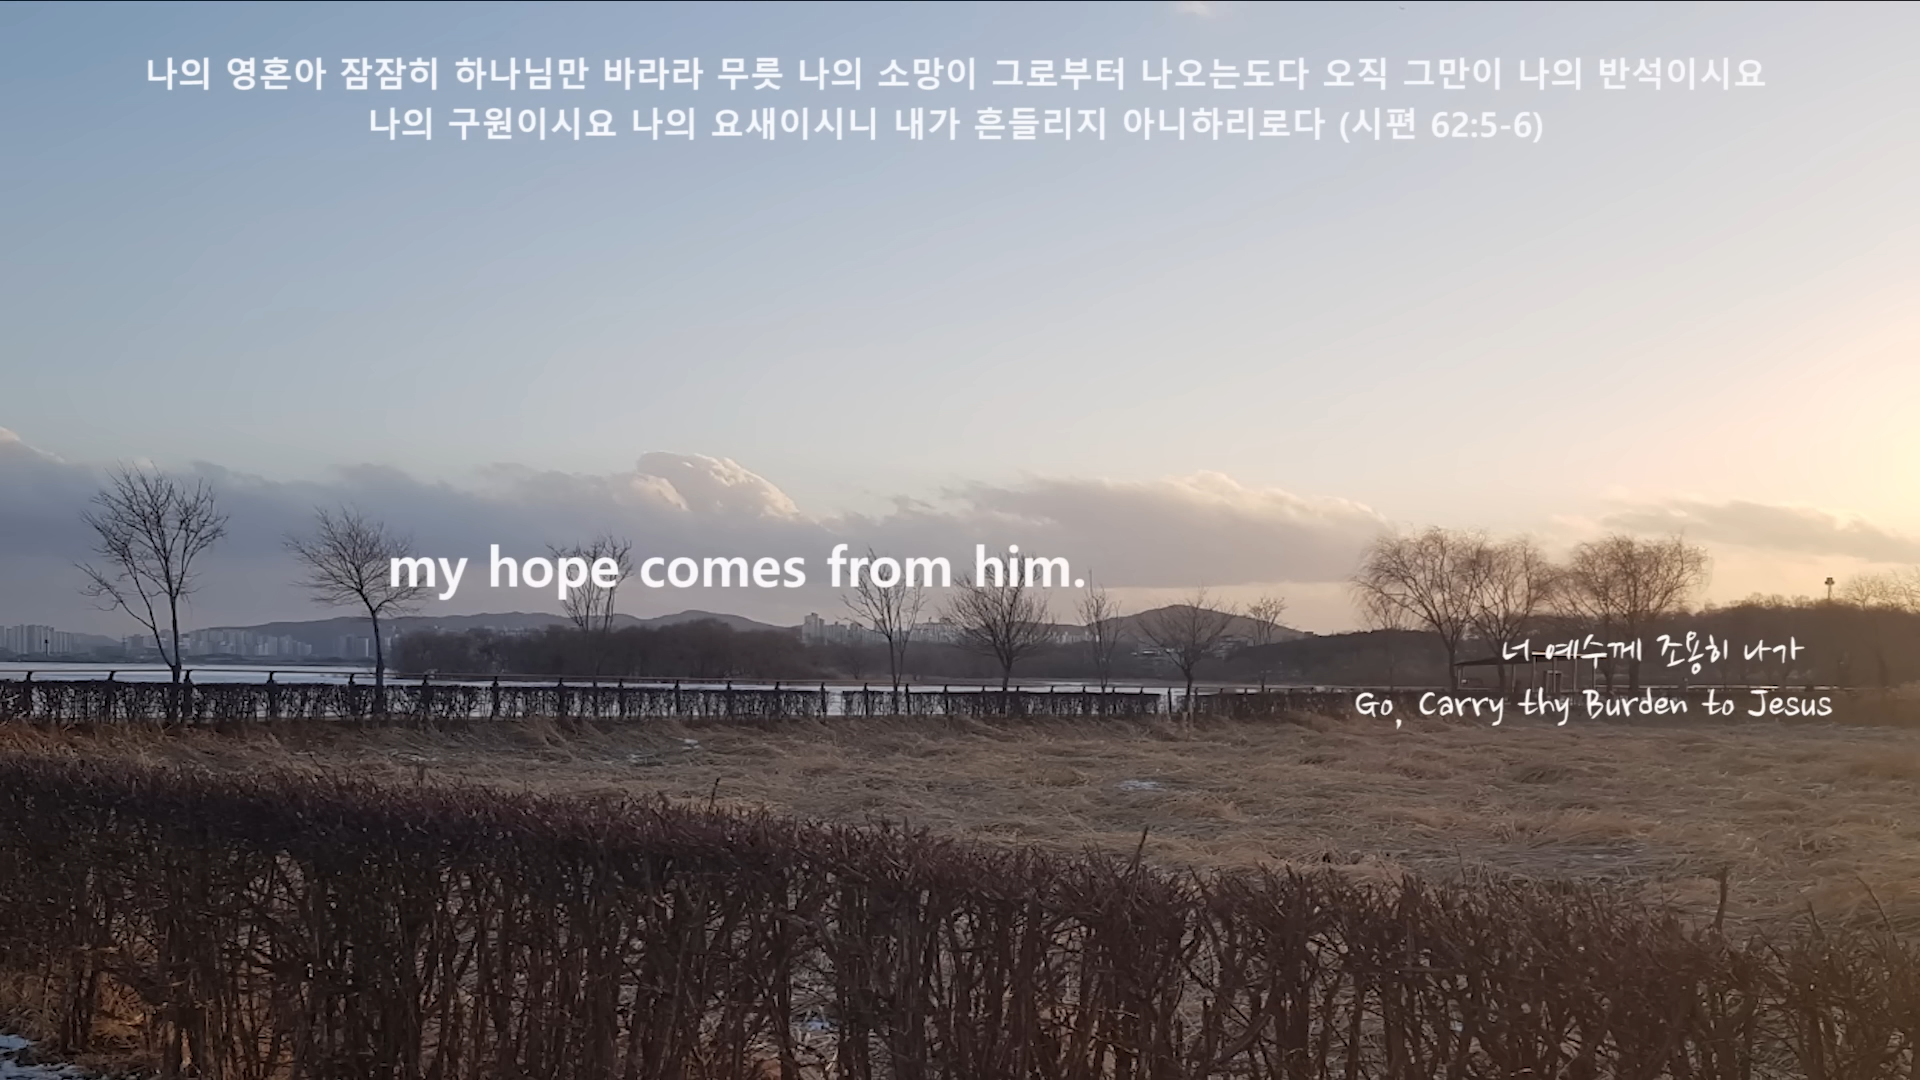 나의 영혼아 잠잠히 하나님만 바라라 무릇 나의 소망이 그로부터 나오는도다 오직 그만이 나의 반석이시요
나의 구원이시요 나의 요새이시니 내가 흔들리지 아니하리로다 (시편 62:5-6)
my hope comes from him.
너 예수께 조용히 나가
Go, Carry thy Burden to Jesus